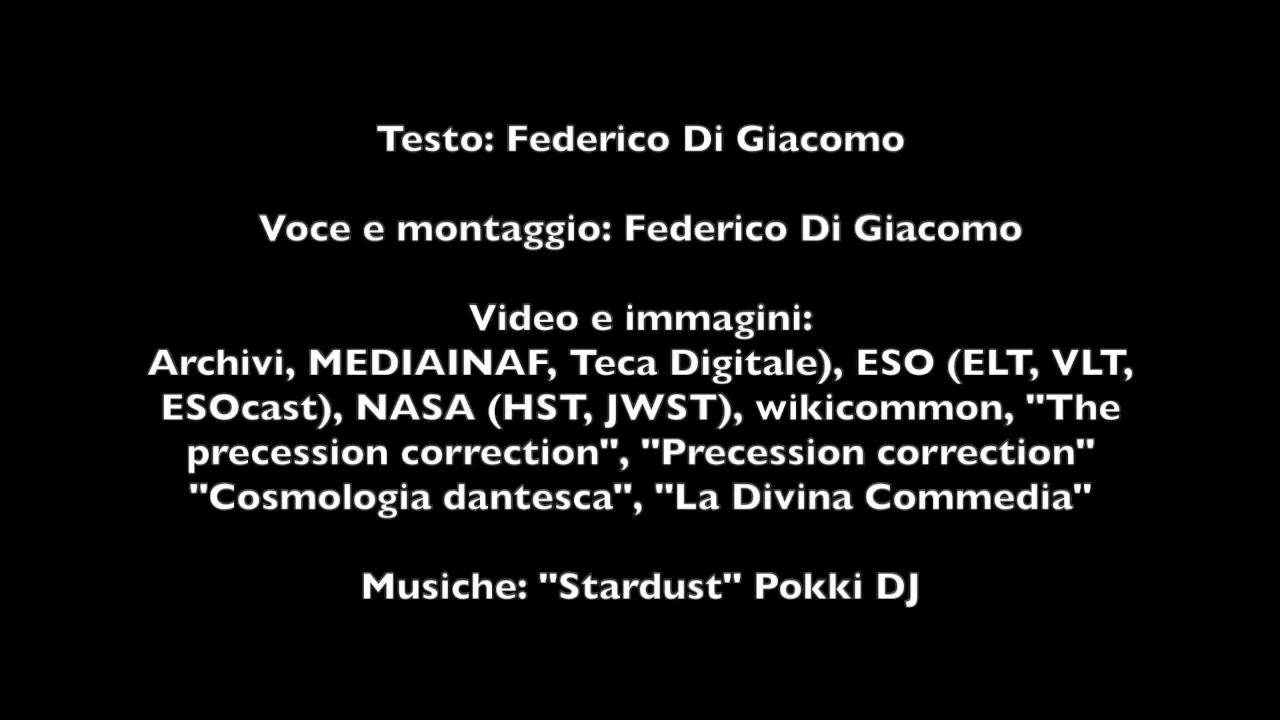 Testo: Federico Di Giacomo
Voce e montaggio: Federico Di Giacomo
Video e immagini:
Archivi, MEDIAINAF, Teca Digitale), ESO (ELT, VLT,
ESOcast), NASA (HST, JWST), wikicommon, "The
precession correction", "Precession correction"
"Cosmologia dantesca", "La Divina Commedia"
Musiche: "Stardust" Pokki DJ